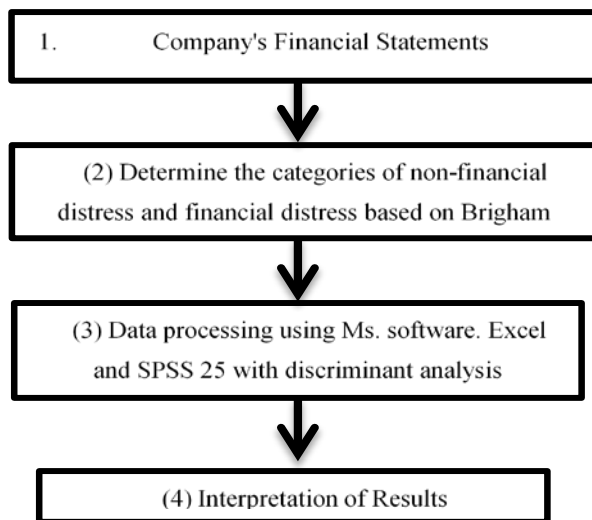 1. Company's Financial Statements
(2) Determine the categories of non-financial
distress and financial distress based on Brigham
(3) Data processing using Ms. software. Excel
and SPSS 25 with discriminant analysis
(4) Interpretation of Results